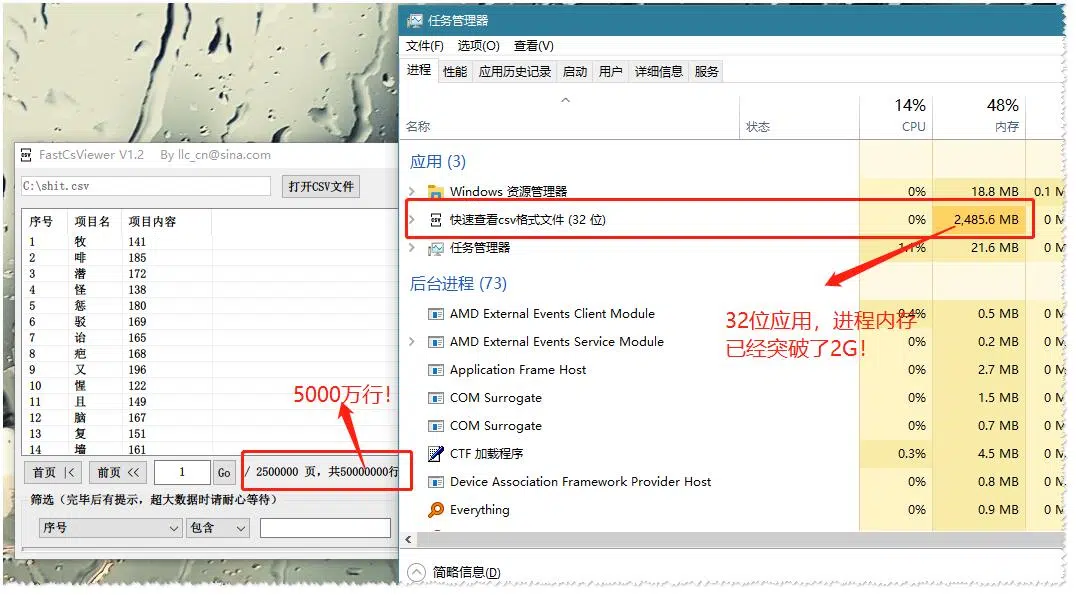 FastCsViewer V1.2 By llc_cn@sina.com
C:\shit.csv
打开CSV文件
序号 项目名 项目内容
1 牧 141
2 啡 185
3 潜 172
4 怪 138
5 惩 180
6 驳 169
7 诒 165
8 疤 168
9 又 196
10 惺 122
11 且 149
12 脑 167
13 复 151
14 墙 161
首页 |<
前页 <<
1
Go
/ 2500000 页，共50000000行
5000万行！
筛选（完毕后有提示，超大数据时请耐心等待）
序号
包含
任务管理器
文件(F) 选项(O) 查看(V)
进程 性能 应用历史记录 启动 用户 详细信息 服务
14% 48%
名称 状态 CPU 内存
应用 (3)
Windows 资源管理器 0% 18.8 MB 0.1 M
快速查看csv格式文件 (32 位) 0% 2,485.6 MB 0 M
任务管理器 1.1% 21.6 MB 0 M
后台进程 (73)
AMD External Events Client Module 0.4% 0.5 MB 0 M
AMD External Events Service Module 0% 0.2 MB 0 M
Application Frame Host 0% 2.7 MB 0 M
COM Surrogate 0% 1.5 MB 0 M
COM Surrogate 0% 0.7 MB 0 M
CTF 加载程序 0.3% 4.5 MB 0 M
Device Association Framework Provider Host 0% 0.8 MB 0 M
Everything 0% 0.9 MB 0 M
32位应用，进程内存
已经突破了2G！
简略信息(D)